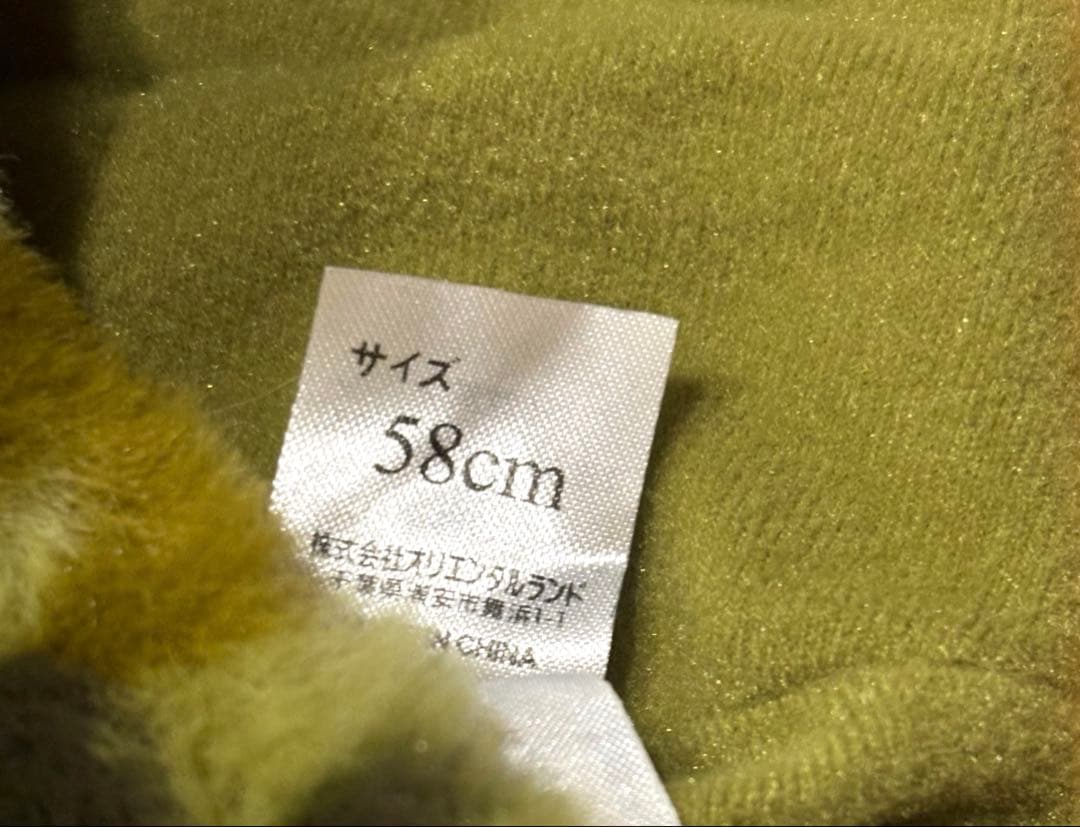 サイズ
58cm
株式会社オリエンタルランド
千葉県浦安市舞浜1-1
N CHINA